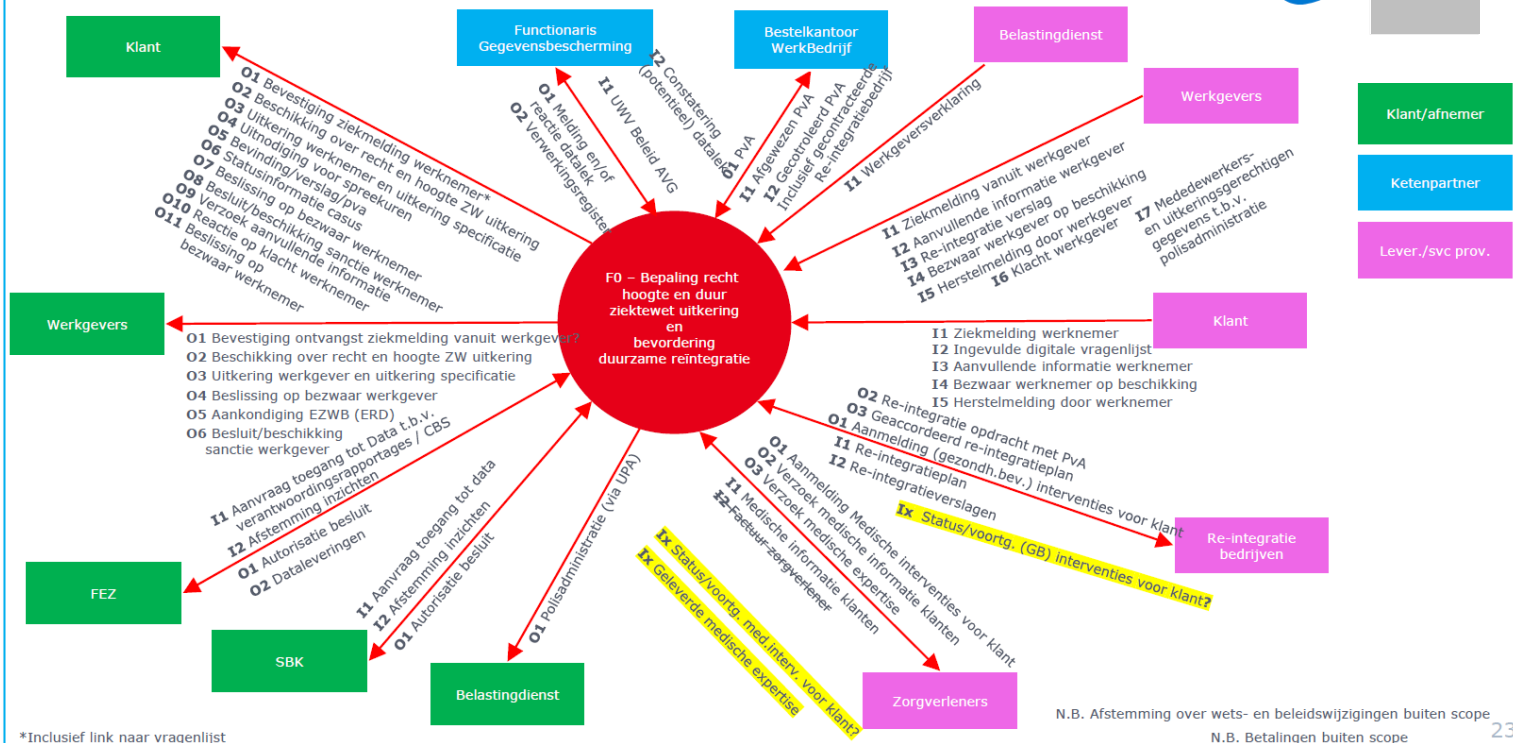 Klant
Functionaris
Gegevensbescherming
Bestelkantoor
WerkBedrijf
Belastingdienst
Werkgevers
Klant/afnemer
Ketenpartner
Lever./svc prov.
O1 Bevestiging ziekmelding werknemer*
O2 Beschikking over recht en hoogte ZW uitkering
O3 Uitkering werknemer en uitkering specificatie
O4 Uitnodiging voor spreekuren
O5 Bevinding/verslag/pva
O6 Statusinformatie casus
O7 Beslissing op bezwaar werknemer
O8 Besluit/beschikking sanctie werknemer
O9 Verzoek aanvullende informatie
O10 Reactie op klacht werknemer
O11 Beslissing op
bezwaar werknemer
O1 Melding en/of
reactie datalek
O2 Verwerkingsregister
I1 UWV Beleid AVG
I2 Constatering
(potentieel) datalek
O1 PvA
I1 Afgewezen PvA
I2 Gecotroleerd PvA
Inclusief gecontracteerde
Re-integratiebedrijf
I1 Werkgeversverklaring
I1 Ziekmelding vanuit werkgever
I2 Aanvullende informatie werkgever
I3 Re-integratie verslag
I4 Bezwaar werkgever op beschikking
I5 Herstelmelding door werkgever
I6 Klacht werkgever
I7 Mededewerkers-
en uitkeringsgerechtigen
gegevens t.b.v.
polisadministratie
F0 – Bepaling recht
hoogte en duur
ziektewet uitkering
en
bevordering
duurzame reïntegratie
Werkgevers
O1 Bevestiging ontvangst ziekmelding vanuit werkgever?
O2 Beschikking over recht en hoogte ZW uitkering
O3 Uitkering werkgever en uitkering specificatie
O4 Beslissing op bezwaar werkgever
O5 Aankondiging EZWB (ERD)
O6 Besluit/beschikking
sanctie werkgever
Klant
I1 Ziekmelding werknemer
I2 Ingevulde digitale vragenlijst
I3 Aanvullende informatie werknemer
I4 Bezwaar werknemer op beschikking
I5 Herstelmelding door werknemer
O2 Re-integratie opdracht met PvA
O3 Geaccordeerd re-integratieplan
O1 Aanmelding (gezondh.bev.) interventies voor klant
I1 Re-integratieplan
I2 Re-integratieverslagen
Ix Status/voortg. (GB) interventies voor klant?
Re-integratie
bedrijven
I1 Aanvraag toegang tot Data t.b.v.
verantwoordingsrapportages / CBS
I2 Afstemming inzichten
O1 Autorisatie besluit
O2 Dataleveringen
FEZ
I1 Aanvraag toegang tot data
I2 Afstemming inzichten
O1 Autorisatie besluit
SBK
O1 Polisadministratie (via UPA)
Belastingdienst
O1 Aanmelding Medische interventies voor klant
O2 Verzoek medische informatie klanten
O3 Verzoek medische expertise
I1 Medische informatie klanten
I2 Factuur zorgverlener
Ix Status/voortg. med.interv. voor klant?
Ix Geleverde medische expertise
Zorgverleners
N.B. Afstemming over wets- en beleidswijzigingen buiten scope
N.B. Betalingen buiten scope
23
*Inclusief link naar vragenlijst